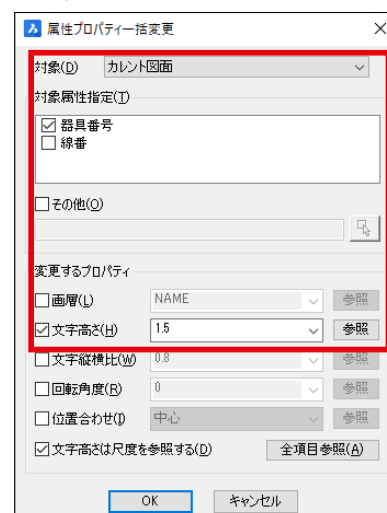 属性プロパティ一括変更
対象(D) カレント図面
対象属性指定(T)
器具番号
線番
その他(O)
変更するプロパティ
画層(L) NAME 参照
文字高さ(H) 1.5 参照
文字縦横比(W) 0.8 参照
回転角度(R) 0 参照
位置合わせ(I) 中心 参照
文字高さは尺度を参照する(D) 全項目参照(A)
OK キャンセル